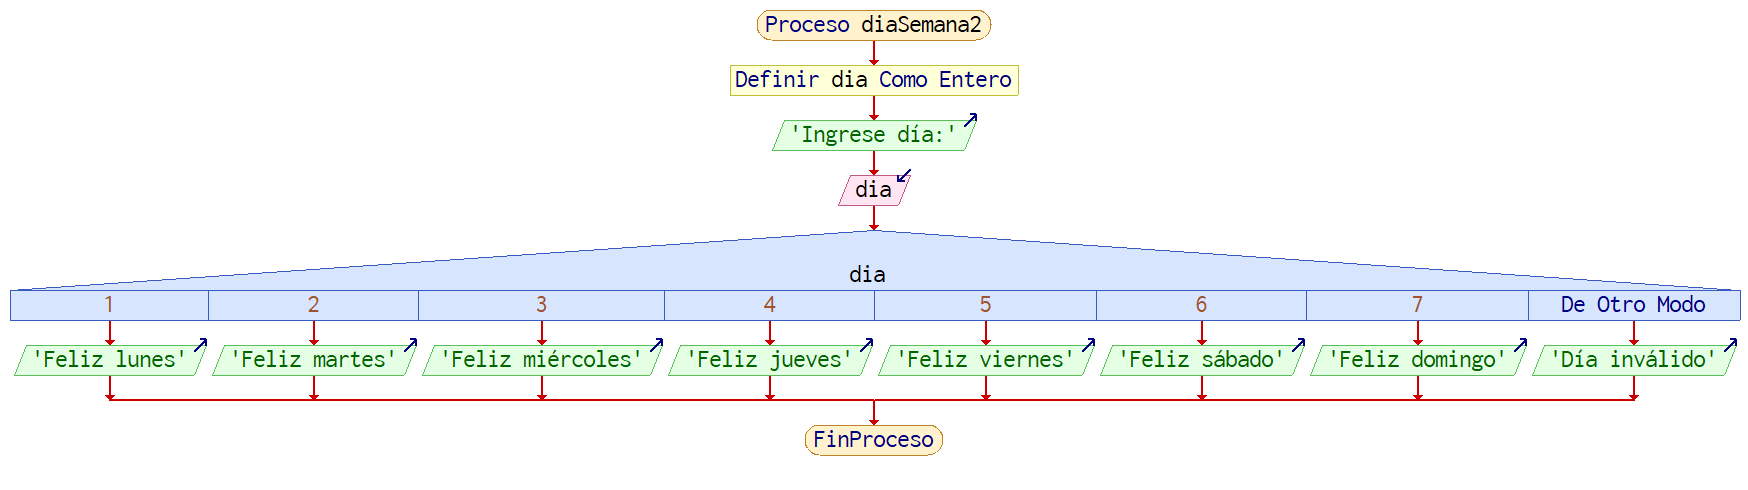 Proceso diaSemana2
Definir dia Como Entero
'Ingrese día:'
dia
dia
1 2 3 4 5 6 7 De Otro Modo
'Feliz lunes' 'Feliz martes' 'Feliz miércoles' 'Feliz jueves' 'Feliz viernes' 'Feliz sábado' 'Feliz domingo' 'Día inválido'
FinProceso